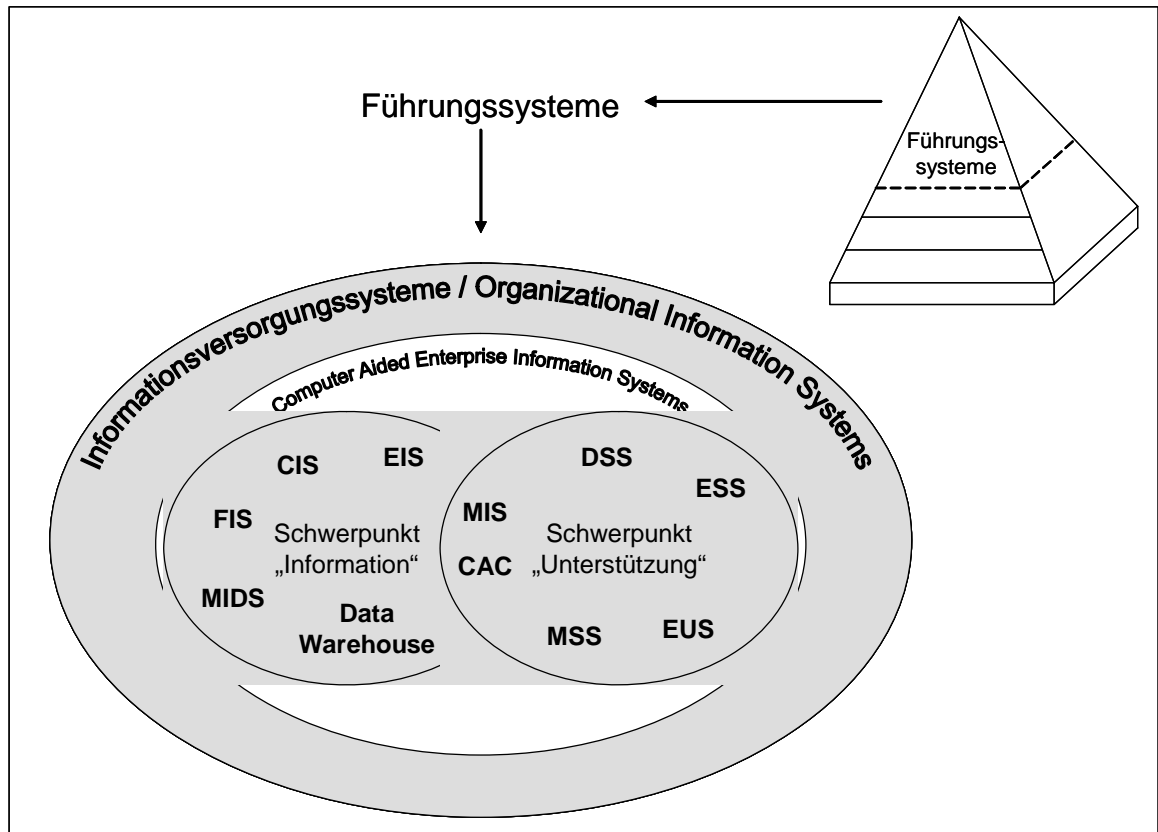 Führungssysteme
Führungs-
systeme
Informationsversorgungssysteme / Organizational Information Systems
Computer Aided Enterprise Information Systems
CIS
EIS
FIS
Schwerpunkt
„Information“
MIDS
Data
Warehouse
DSS
ESS
MIS
CAC
Schwerpunkt
„Unterstützung“
MSS
EUS